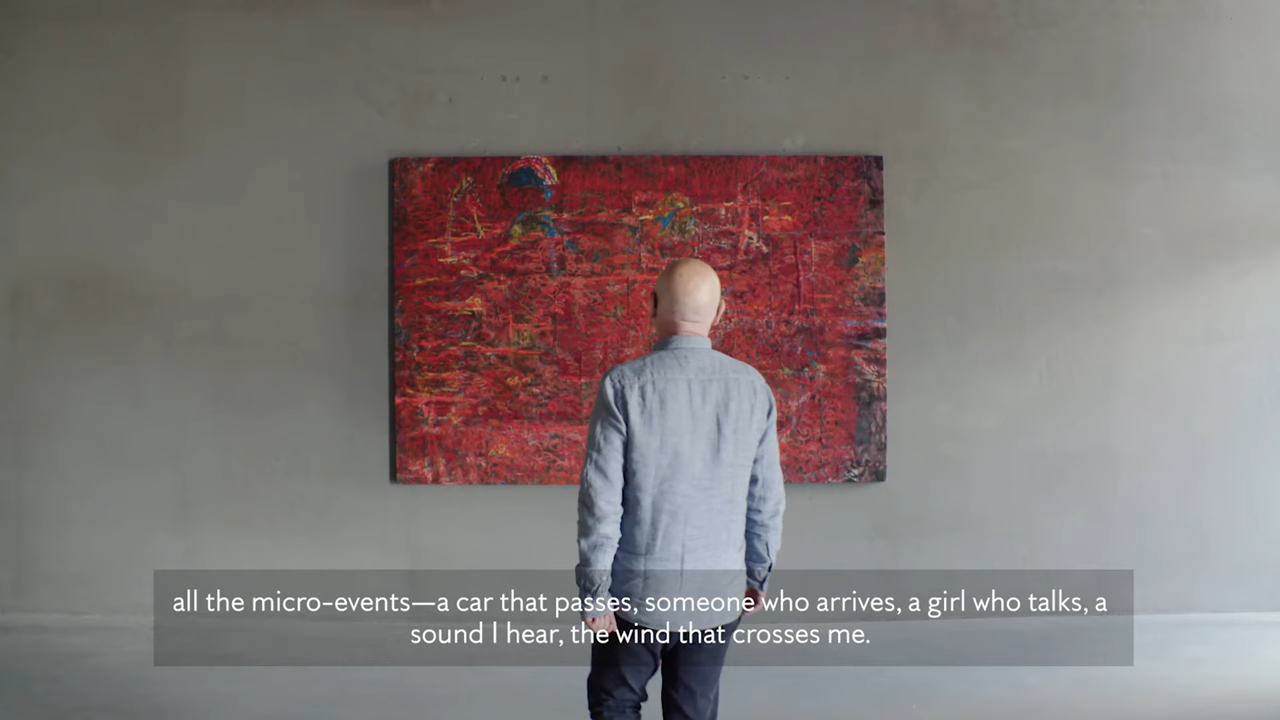 all the micro-events—a car that passes, someone who arrives, a girl who talks, a
sound I hear, the wind that crosses me.